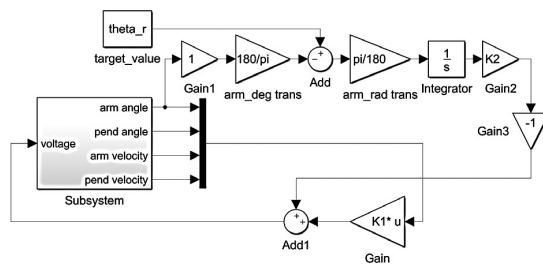 theta_r
target_value
1
Gain1
180/pi
arm_deg trans
−
+
Add
pi/180
arm_rad trans
1
s
Integrator
K2
Gain2
-1
Gain3
voltage
arm angle
pend angle
arm velocity
pend velocity
Subsystem
+
+
Add1
K1* u
Gain